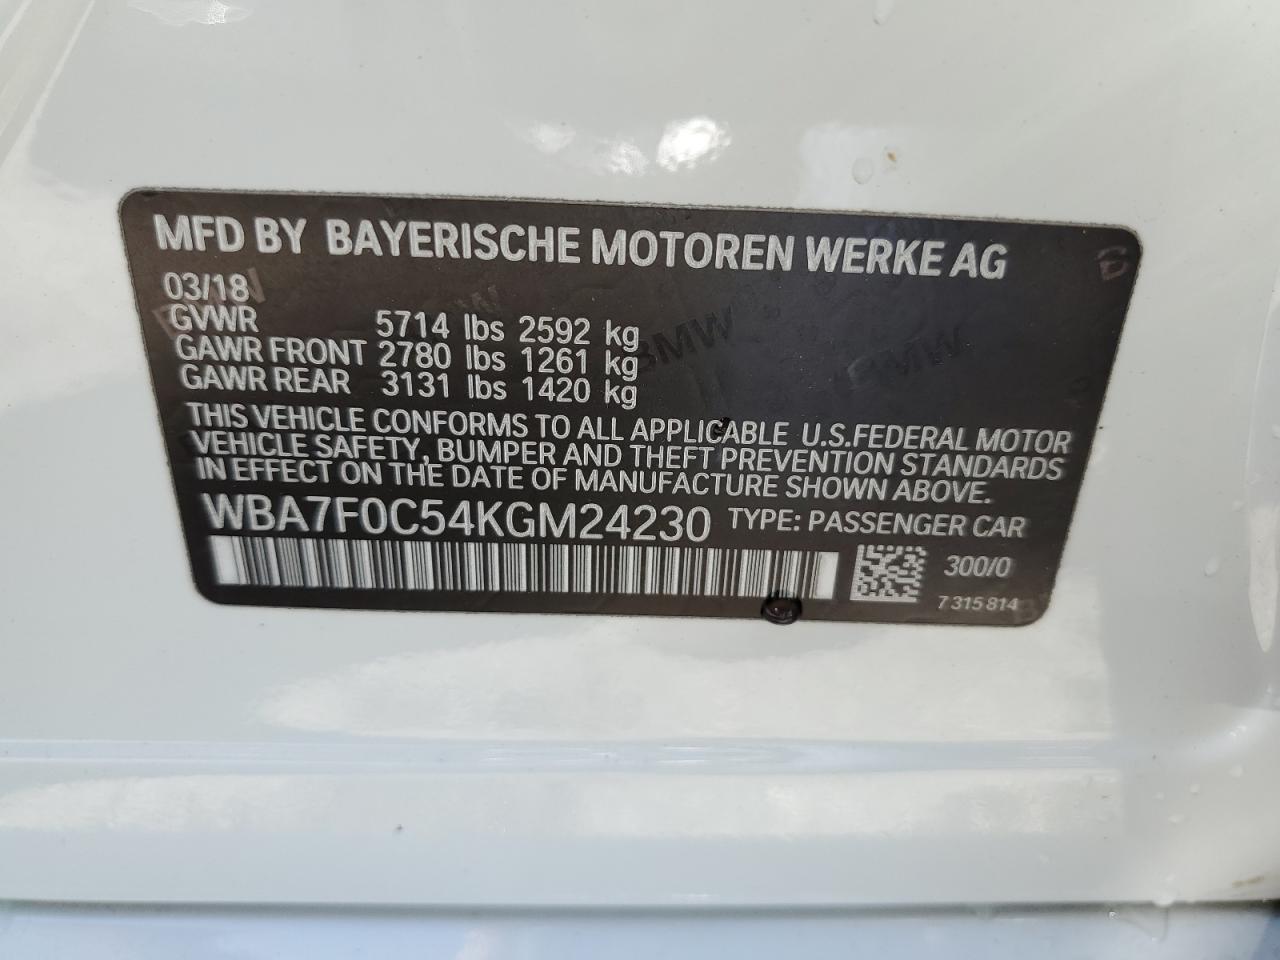 MFD BY BAYERISCHE MOTOREN WERKE AG
03/18
GVWR 5714 lbs 2592 kg
GAWR FRONT 2780 lbs 1261 kg
GAWR REAR 3131 lbs 1420 kg
THIS VEHICLE CONFORMS TO ALL APPLICABLE U.S.FEDERAL MOTOR
VEHICLE SAFETY, BUMPER AND THEFT PREVENTION STANDARDS
IN EFFECT ON THE DATE OF MANUFACTURE SHOWN ABOVE.
WBA7F0C54KGM24230 TYPE: PASSENGER CAR
300/0
7 315 814
BMW
BMW